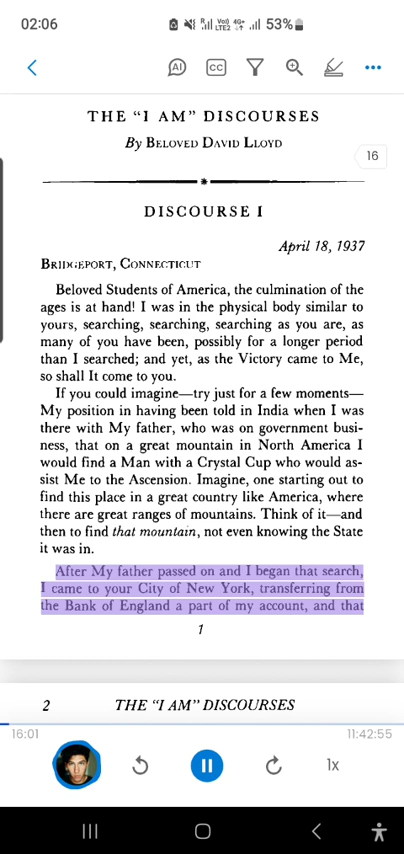 02:06
Vo)) 4G+
R LTE2 53%
AI CC
THE "I AM" DISCOURSES
By BELOVED DAVID LLOYD
16
DISCOURSE I
April 18, 1937
BRIDGEPORT, CONNECTICUT
Beloved Students of America, the culmination of the
ages is at hand! I was in the physical body similar to
yours, searching, searching, searching as you are, as
many of you have been, possibly for a longer period
than I searched; and yet, as the Victory came to Me,
so shall It come to you.
If you could imagine—try just for a few moments—
My position in having been told in India when I was
there with My father, who was on government busi-
ness, that on a great mountain in North America I
would find a Man with a Crystal Cup who would as-
sist Me to the Ascension. Imagine, one starting out to
find this place in a great country like America, where
there are great ranges of mountains. Think of it—and
then to find that mountain, not even knowing the State
it was in.
After My father passed on and I began that search,
I came to your City of New York, transferring from
the Bank of England a part of my account, and that
1
2 THE "I AM" DISCOURSES
16:01 11:42:55
1x